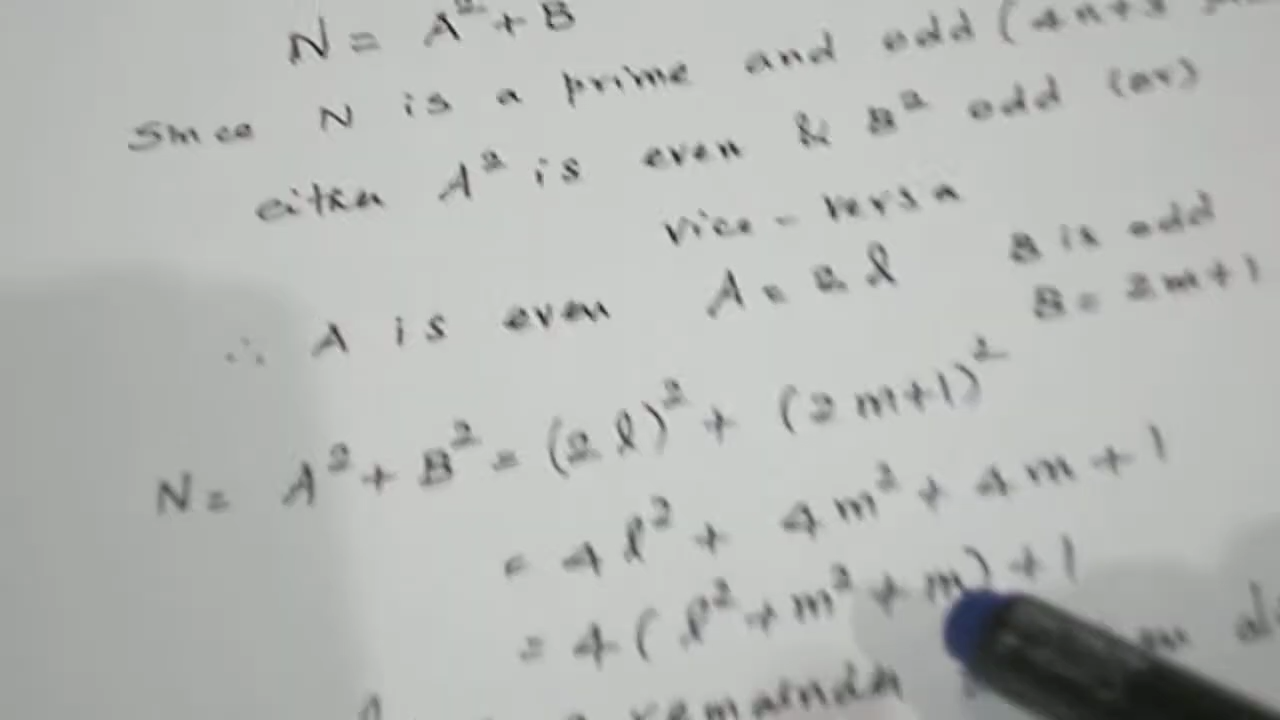 N = A² + B
Since N is a prime and odd (4n+3
either A² is even & B² odd (or)
vice-versa
∴ A is even A = 2l B is odd
B = 2m+1
N = A² + B² = (2l)² + (2m+1)²
= 4l² + 4m² + 4m + 1
= 4(l² + m² + m) + 1
remainder